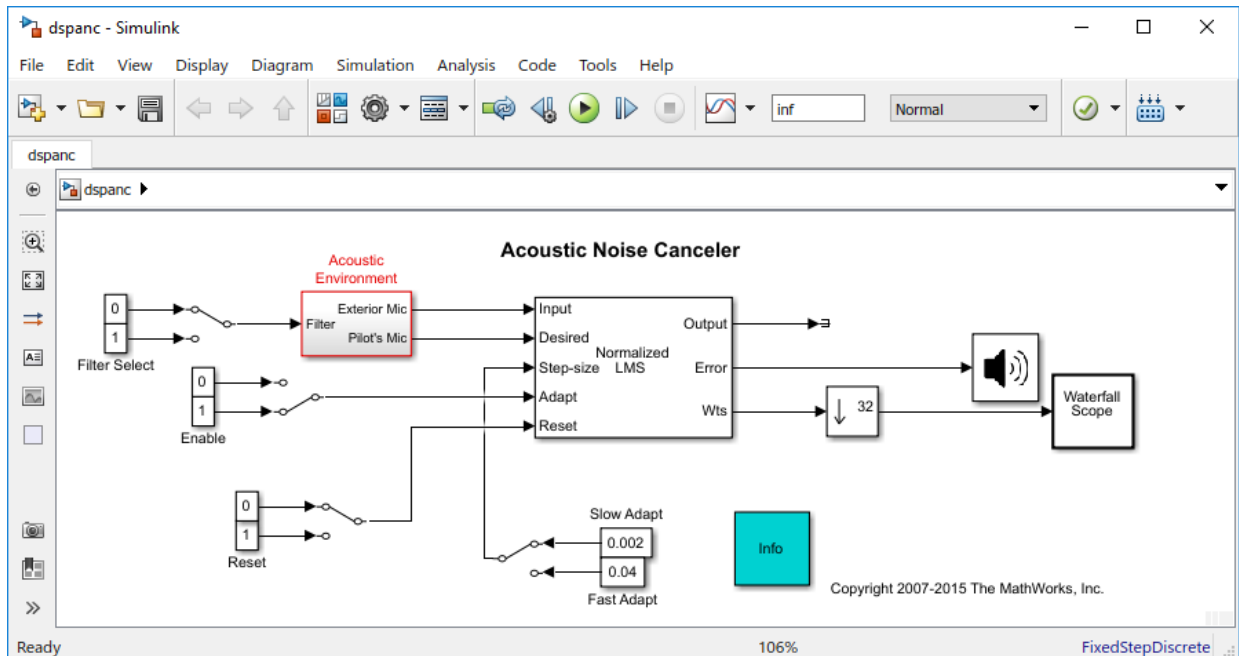 dspanc - Simulink
File Edit View Display Diagram Simulation Analysis Code Tools Help
inf
Normal
dspanc
dspanc
Acoustic Noise Canceler
Acoustic
Environment
0
1
Filter Select
Filter
Exterior Mic
Pilot's Mic
0
1
Enable
0
1
Reset
Input
Desired
Step-size
Adapt
Reset
Normalized
LMS
Output
Error
Wts
32
Waterfall
Scope
Slow Adapt
0.002
0.04
Fast Adapt
Info
Copyright 2007-2015 The MathWorks, Inc.
Ready
106%
FixedStepDiscrete